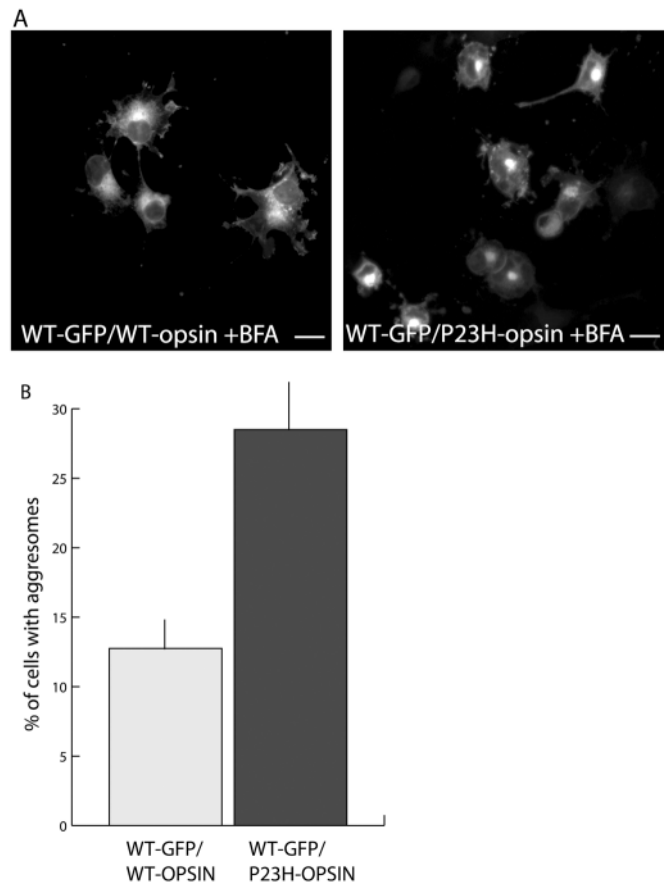 A
WT-GFP/WT-opsin +BFA
WT-GFP/P23H-opsin +BFA
B
% of cells with aggresomes
30
25
20
15
10
5
0
WT-GFP/
WT-OPSIN
WT-GFP/
P23H-OPSIN